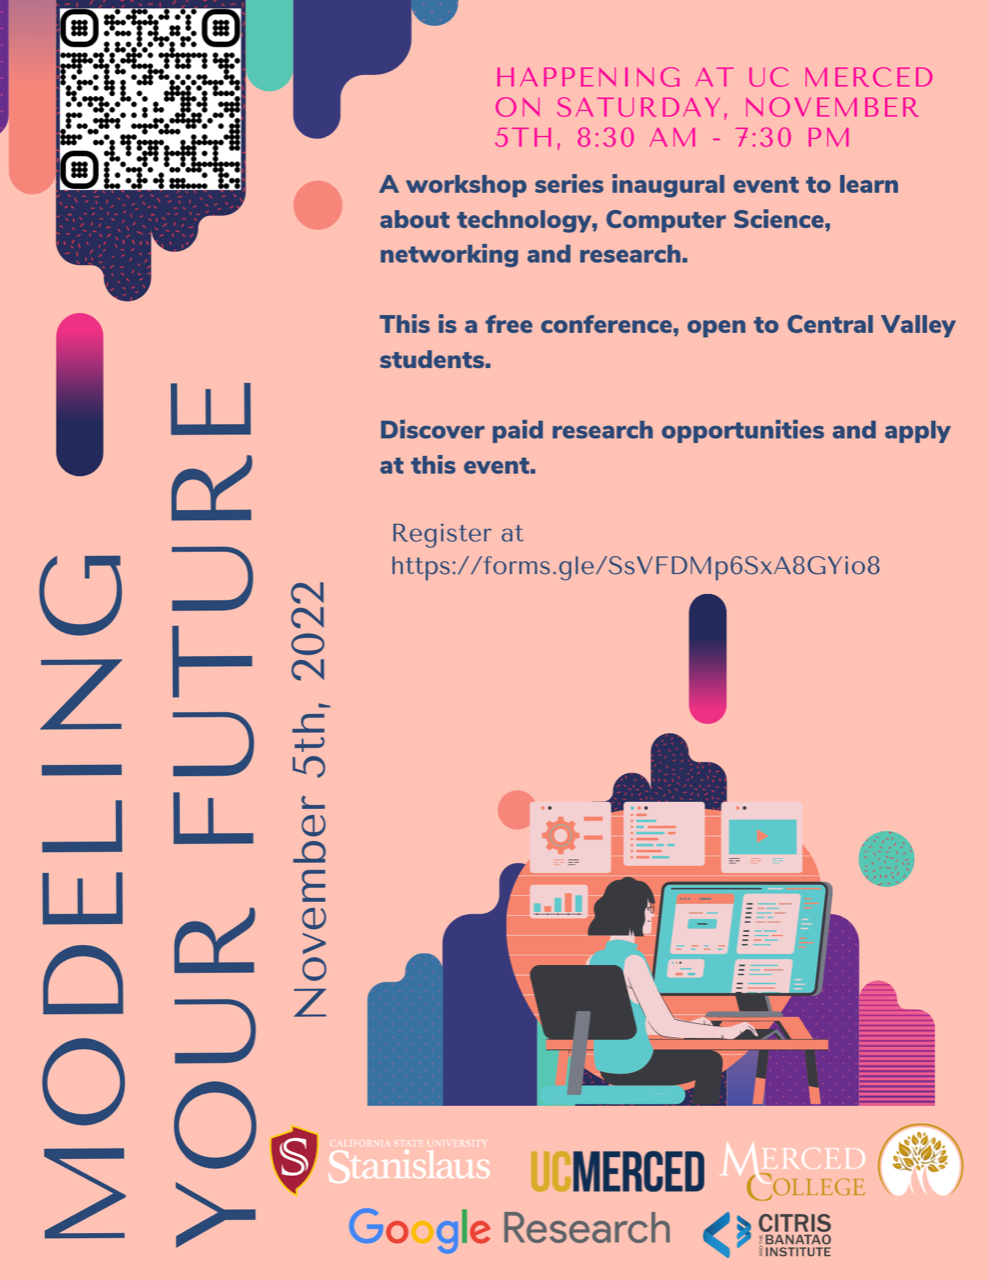 HAPPENING AT UC MERCED
ON SATURDAY, NOVEMBER
5TH, 8:30 AM - 7:30 PM
A workshop series inaugural event to learn
about technology, Computer Science,
networking and research.
This is a free conference, open to Central Valley
students.
Discover paid research opportunities and apply
at this event.
Register at
https://forms.gle/SsVFDMp6SxA8GYio8
MODELING
YOUR FUTURE
November 5th, 2022
S
CALIFORNIA STATE UNIVERSITY
Stanislaus
UCMERCED
MERCED
COLLEGE
Google Research
CITRIS
AND THE
BANATAO
INSTITUTE